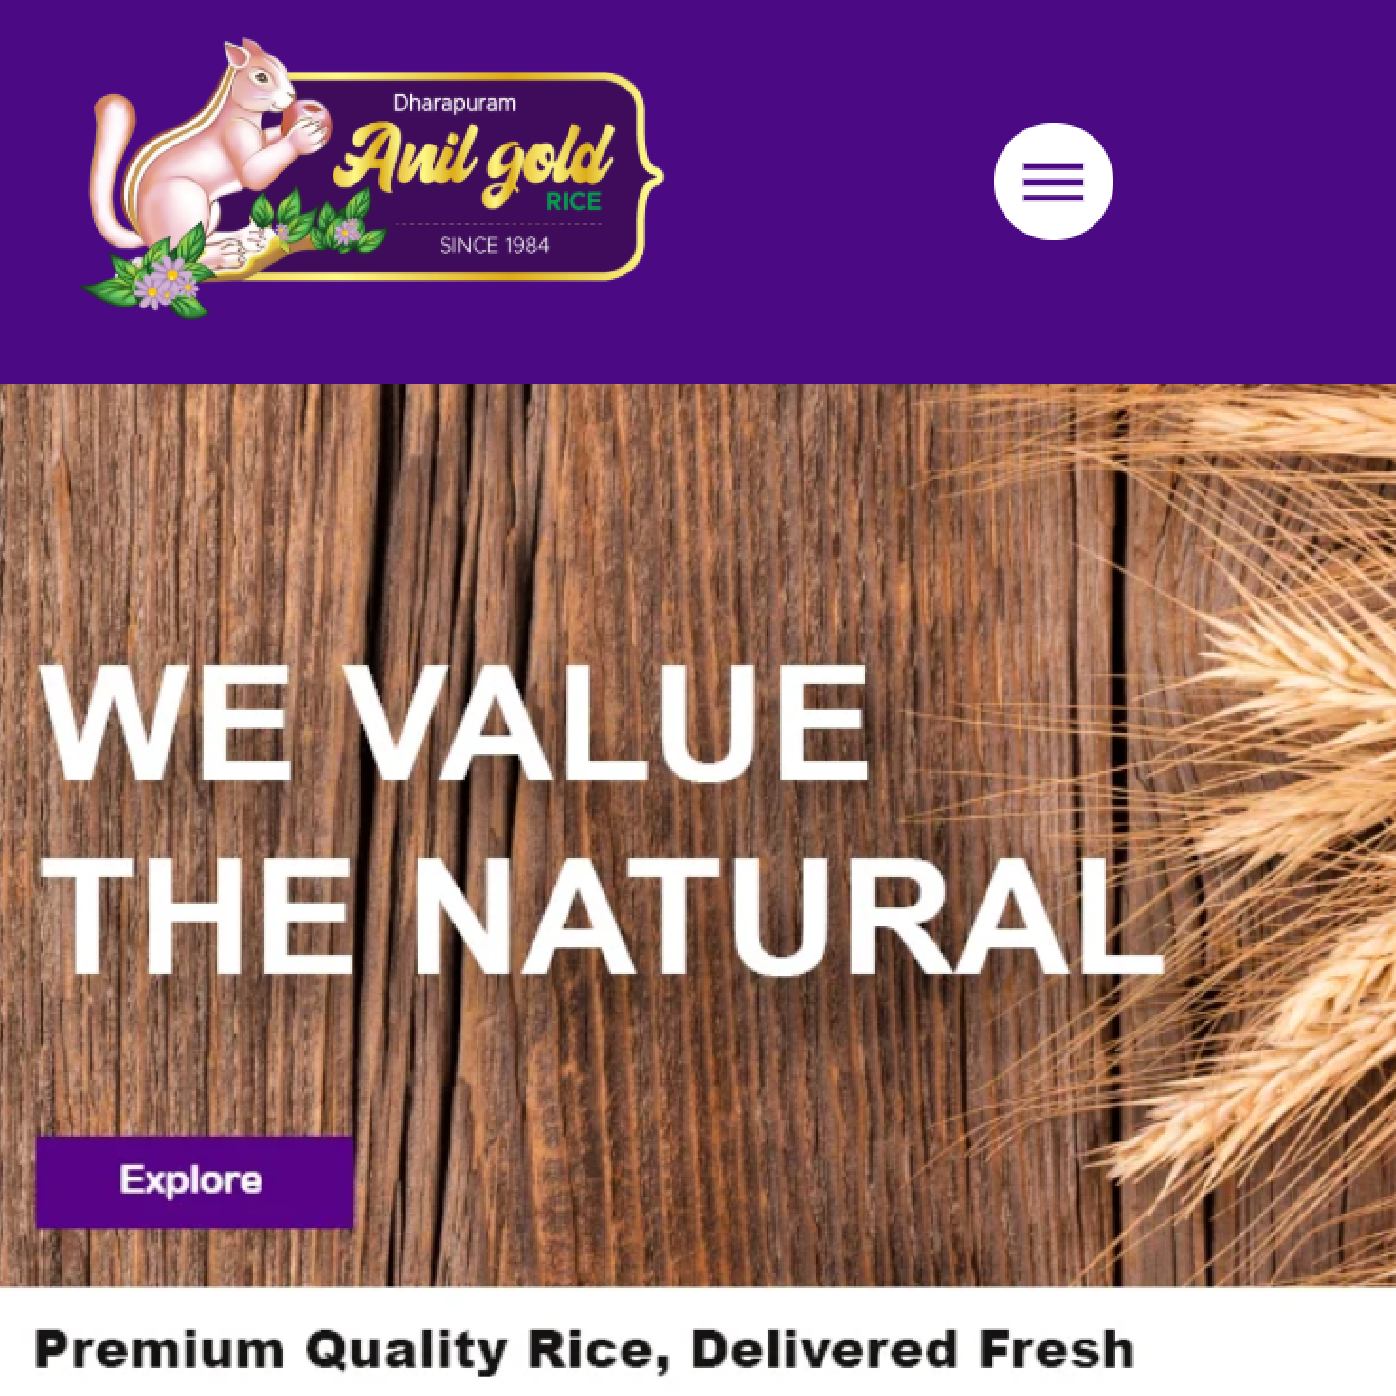 Dharapuram
Anil gold
RICE
SINCE 1984
WE VALUE
THE NATURAL
Explore
Premium Quality Rice, Delivered Fresh